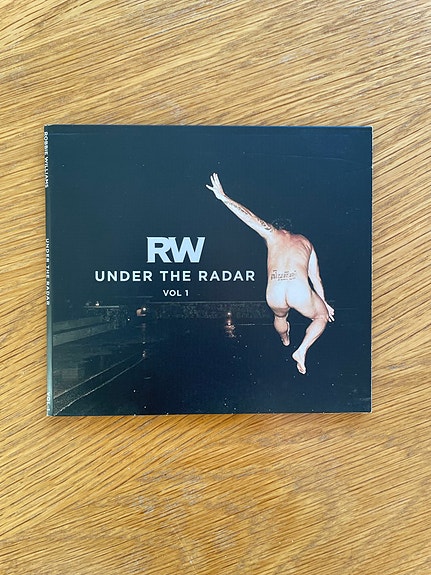 ROBBIE WILLIAMS
UNDER THE RADAR
RW
UNDER THE RADAR
VOL 1